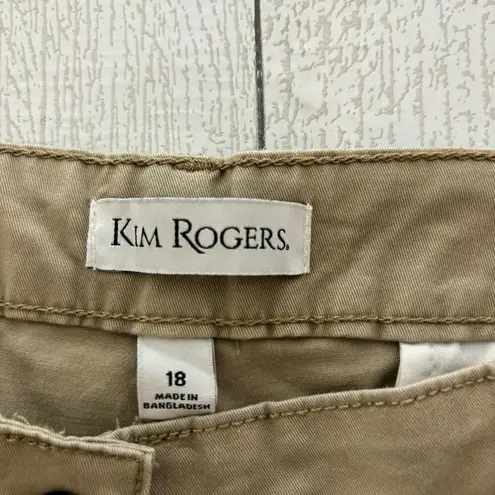 KIM ROGERS.
18
MADE IN
BANGLADESH